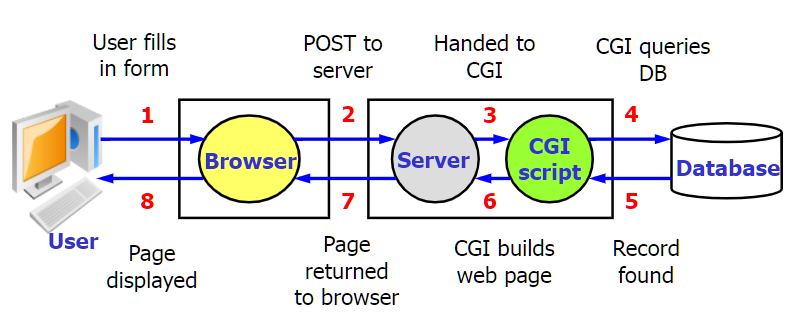 User fills
in form
POST to
server
Handed to
CGI
CGI queries
DB
1
2
3
4
Browser
Server
CGI
script
Database
8
7
6
5
User
Page
displayed
Page
returned
to browser
CGI builds
web page
Record
found